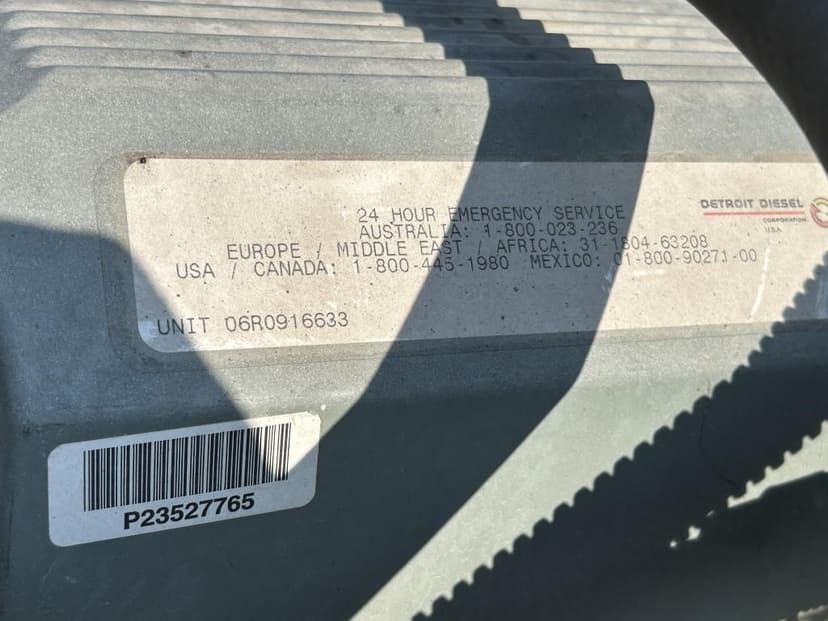 24 HOUR EMERGENCY SERVICE
AUSTRALIA: 1-800-023-236
EUROPE / MIDDLE EAST / AFRICA: 31-1804-63208
USA / CANADA: 1-800-445-1980 MEXICO: 01-800-90271-00
UNIT 06R0916633
DETROIT DIESEL
CORPORATION
U.S.A.
P23527765